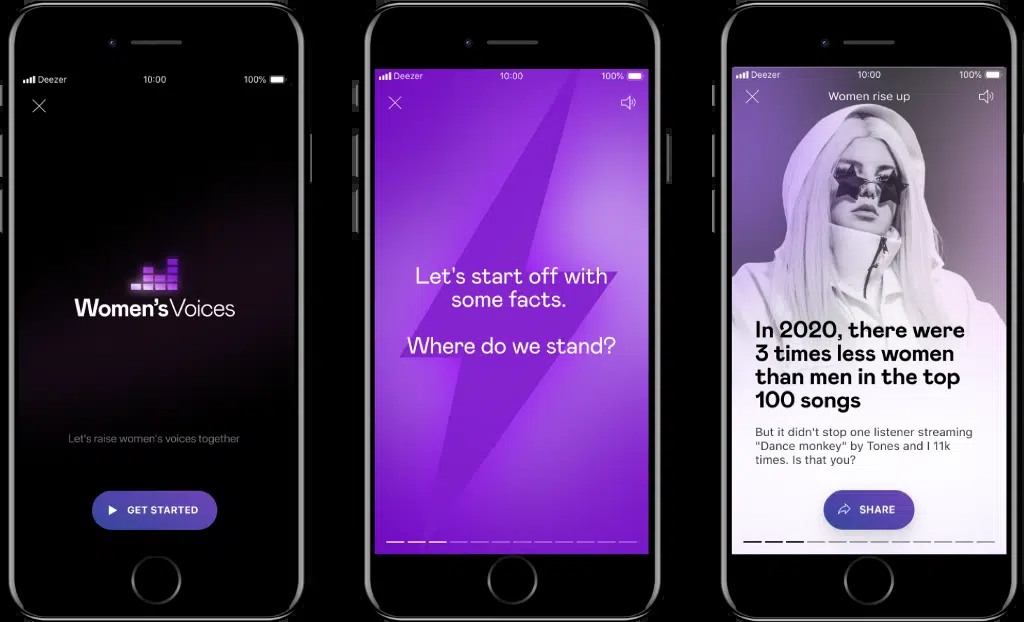 Deezer 10:00 100%
Women's Voices
Let's raise women's voices together
GET STARTED
Deezer 10:00 100%
Let's start off with
some facts.
Where do we stand?
Deezer 10:00 100%
Women rise up
In 2020, there were
3 times less women
than men in the top
100 songs
But it didn't stop one listener streaming
"Dance monkey" by Tones and I 11k
times. Is that you?
SHARE